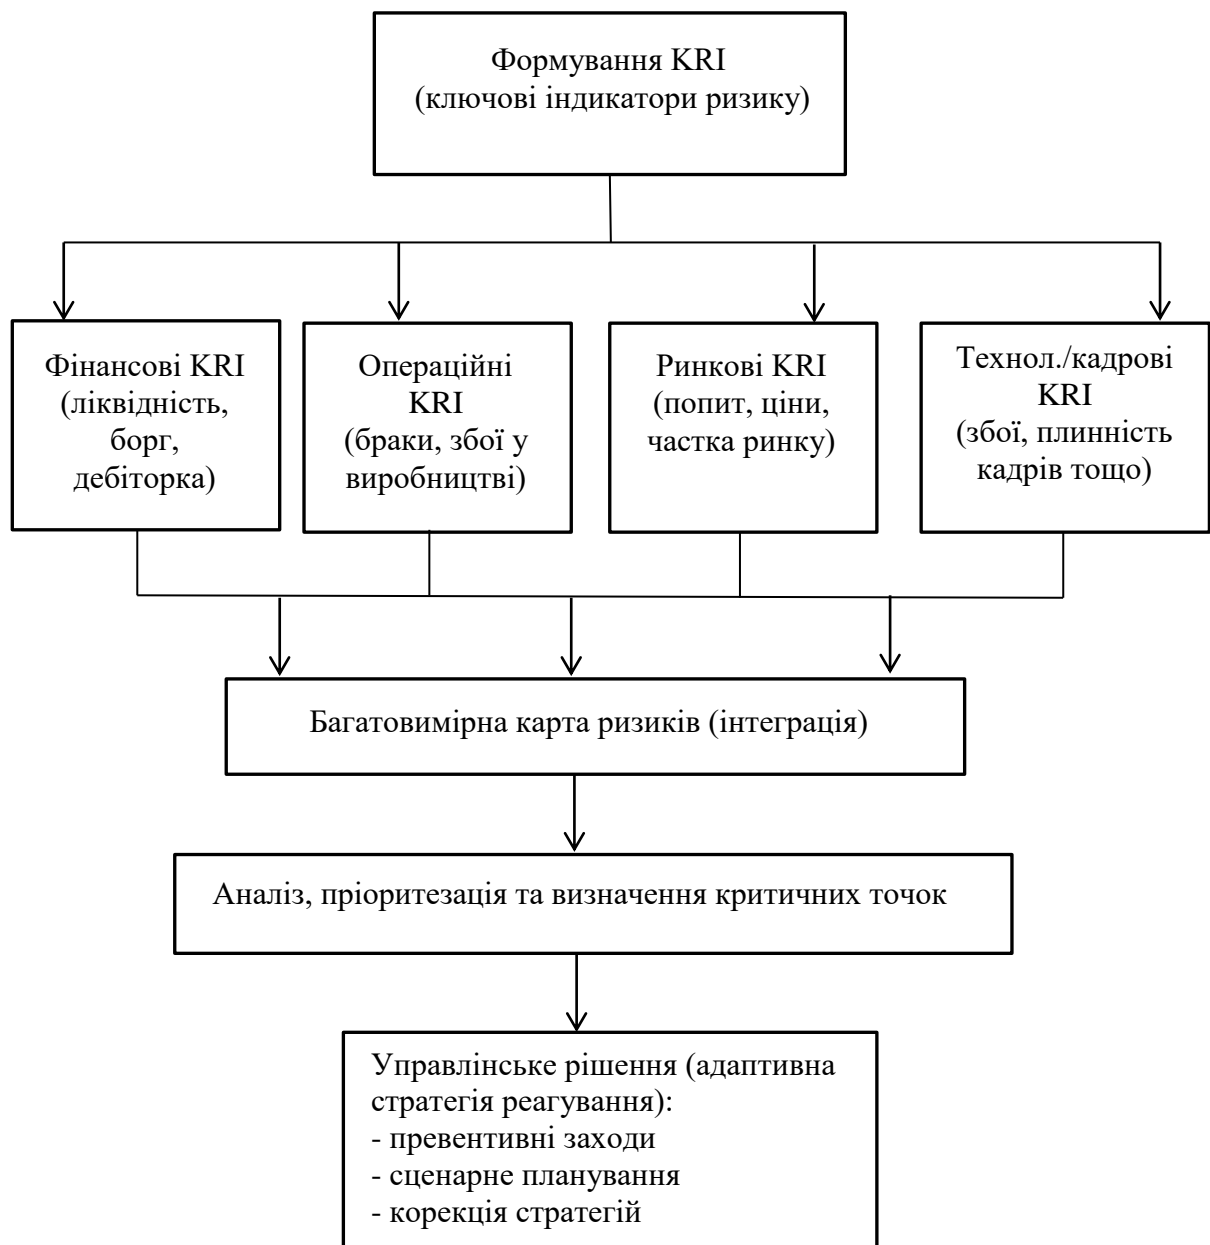 Формування KRI
(ключові індикатори ризику)
Фінансові KRI
(ліквідність,
борг,
дебіторка)
Операційні
KRI
(браки, збої у
виробництві)
Ринкові KRI
(попит, ціни,
частка ринку)
Технол./кадрові
KRI
(збої, плинність
кадрів тощо)
Багатовимірна карта ризиків (інтеграція)
Аналіз, пріоритезація та визначення критичних точок
Управлінське рішення (адаптивна
стратегія реагування):
- превентивні заходи
- сценарне планування
- корекція стратегій